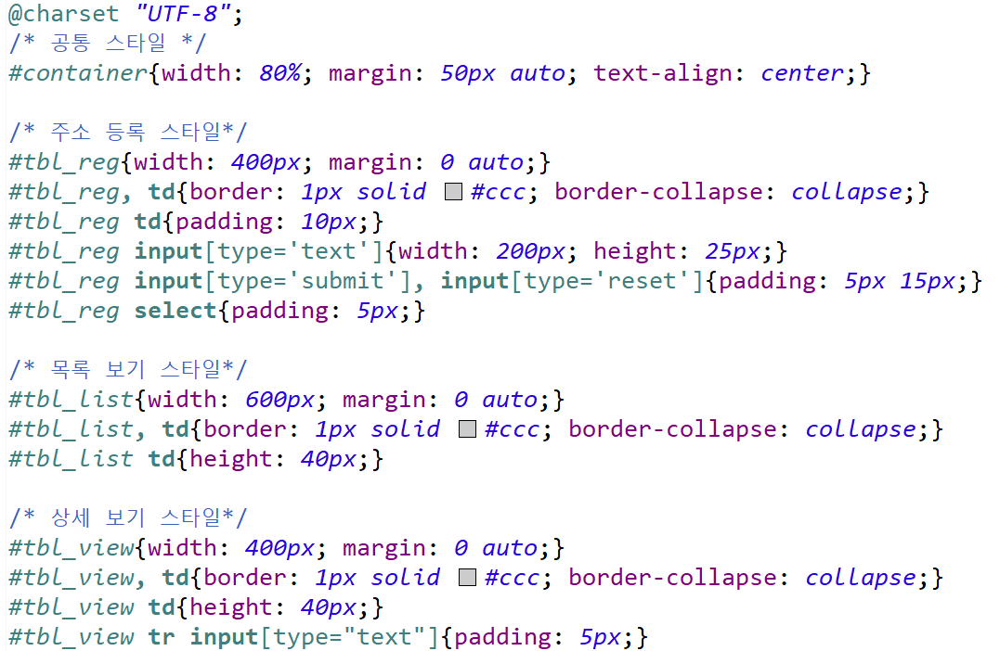 @charset "UTF-8";
/* 공통 스타일 */
#container{width: 80%; margin: 50px auto; text-align: center;}
/* 주소 등록 스타일*/
#tbl_reg{width: 400px; margin: 0 auto;}
#tbl_reg, td{border: 1px solid #ccc; border-collapse: collapse;}
#tbl_reg td{padding: 10px;}
#tbl_reg input[type='text']{width: 200px; height: 25px;}
#tbl_reg input[type='submit'], input[type='reset']{padding: 5px 15px;}
#tbl_reg select{padding: 5px;}
/* 목록 보기 스타일*/
#tbl_list{width: 600px; margin: 0 auto;}
#tbl_list, td{border: 1px solid #ccc; border-collapse: collapse;}
#tbl_list td{height: 40px;}
/* 상세 보기 스타일*/
#tbl_view{width: 400px; margin: 0 auto;}
#tbl_view, td{border: 1px solid #ccc; border-collapse: collapse;}
#tbl_view td{height: 40px;}
#tbl_view tr input[type="text"]{padding: 5px;}